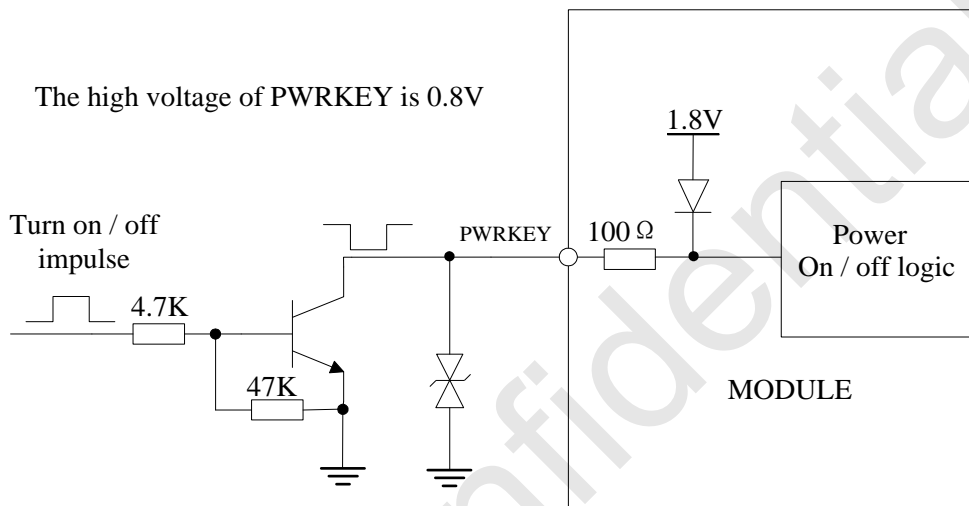 The high voltage of PWRKEY is 0.8V
1.8V
Turn on / off
impulse
PWRKEY
100 Ω
Power
On / off logic
4.7K
47K
MODULE
nfidentia